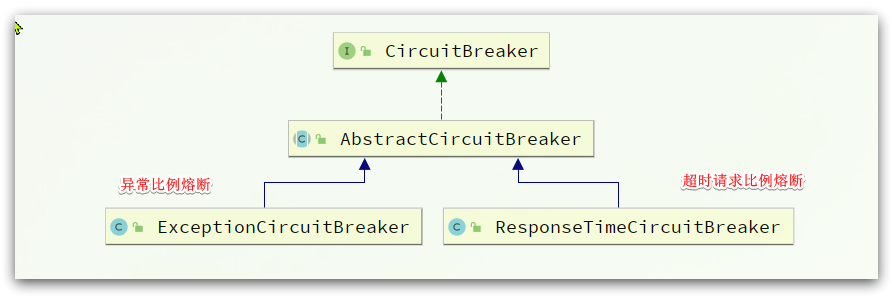 I CircuitBreaker
C AbstractCircuitBreaker
异常比例熔断
超时请求比例熔断
C ExceptionCircuitBreaker
C ResponseTimeCircuitBreaker